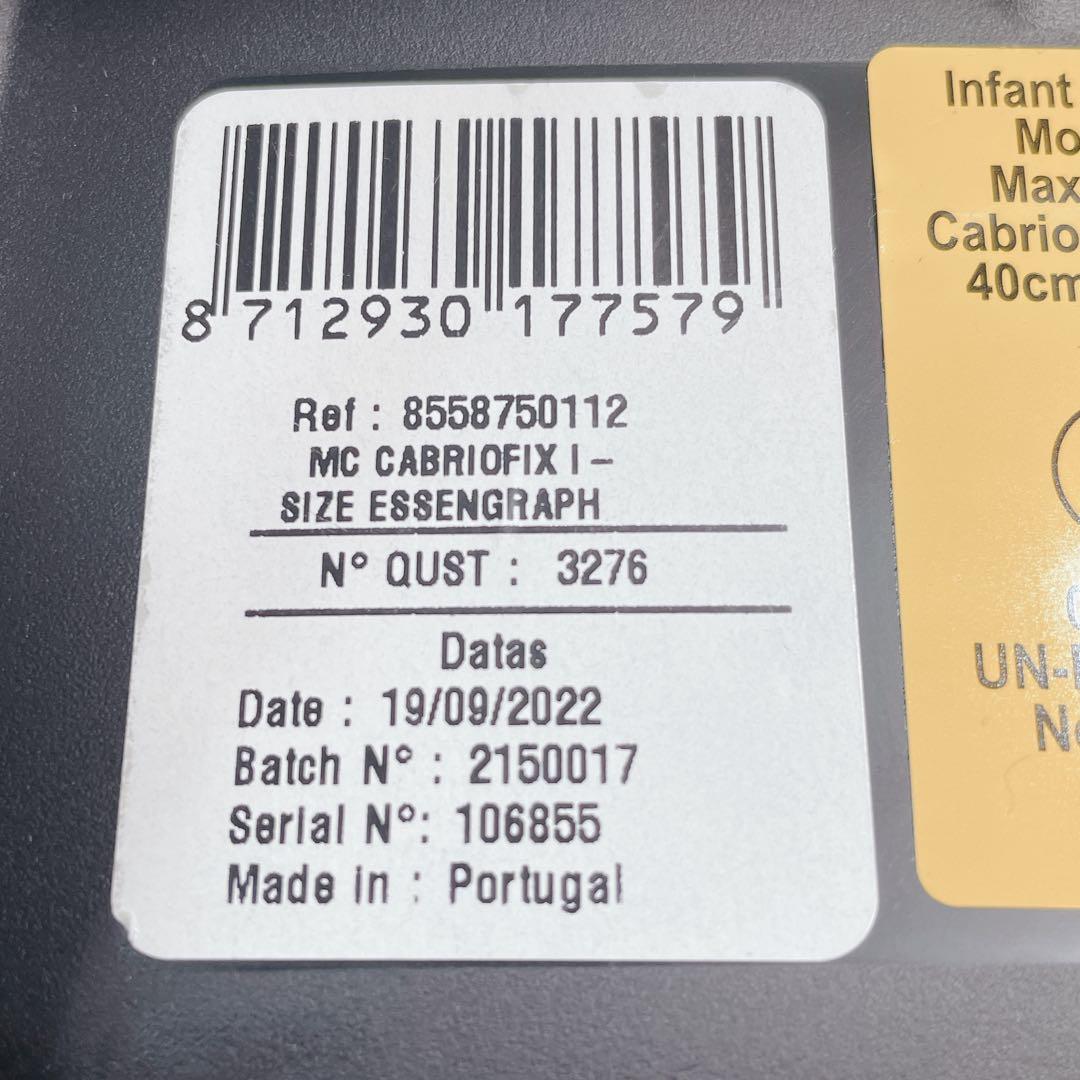 8 712930 177579
Ref : 8558750112
MC CABRIOFIX I-
SIZE ESSENGRAPH
N° QUST : 3276
Datas
Date : 19/09/2022
Batch N° : 2150017
Serial N°: 106855
Made in : Portugal
Infant
Mo
Max
Cabrio
40cm
UN-
N